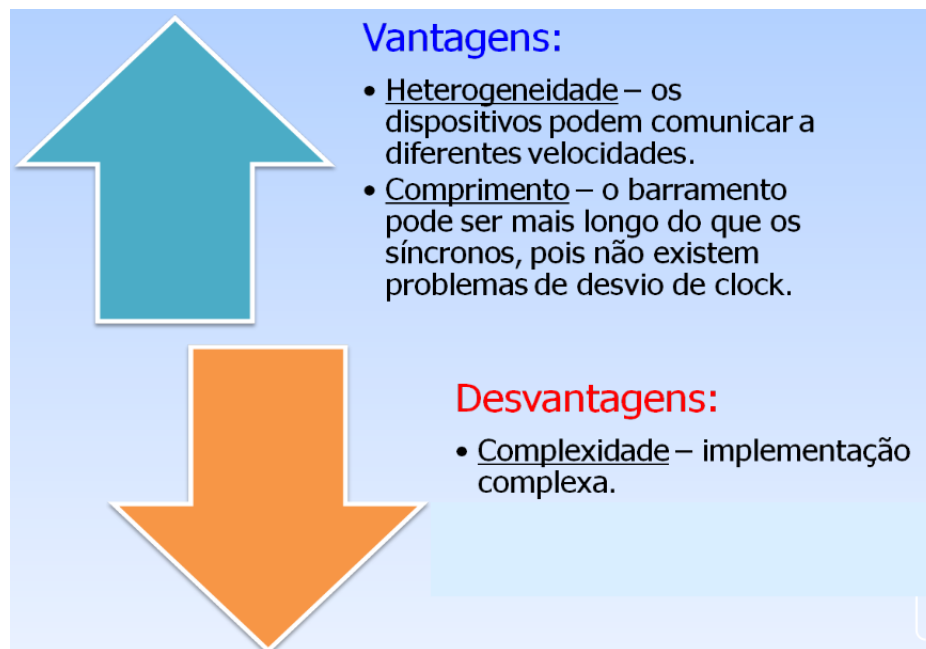 Vantagens:
• Heterogeneidade – os
dispositivos podem comunicar a
diferentes velocidades.
• Comprimento – o barramento
pode ser mais longo do que os
síncronos, pois não existem
problemas de desvio de clock.
Desvantagens:
• Complexidade – implementação
complexa.